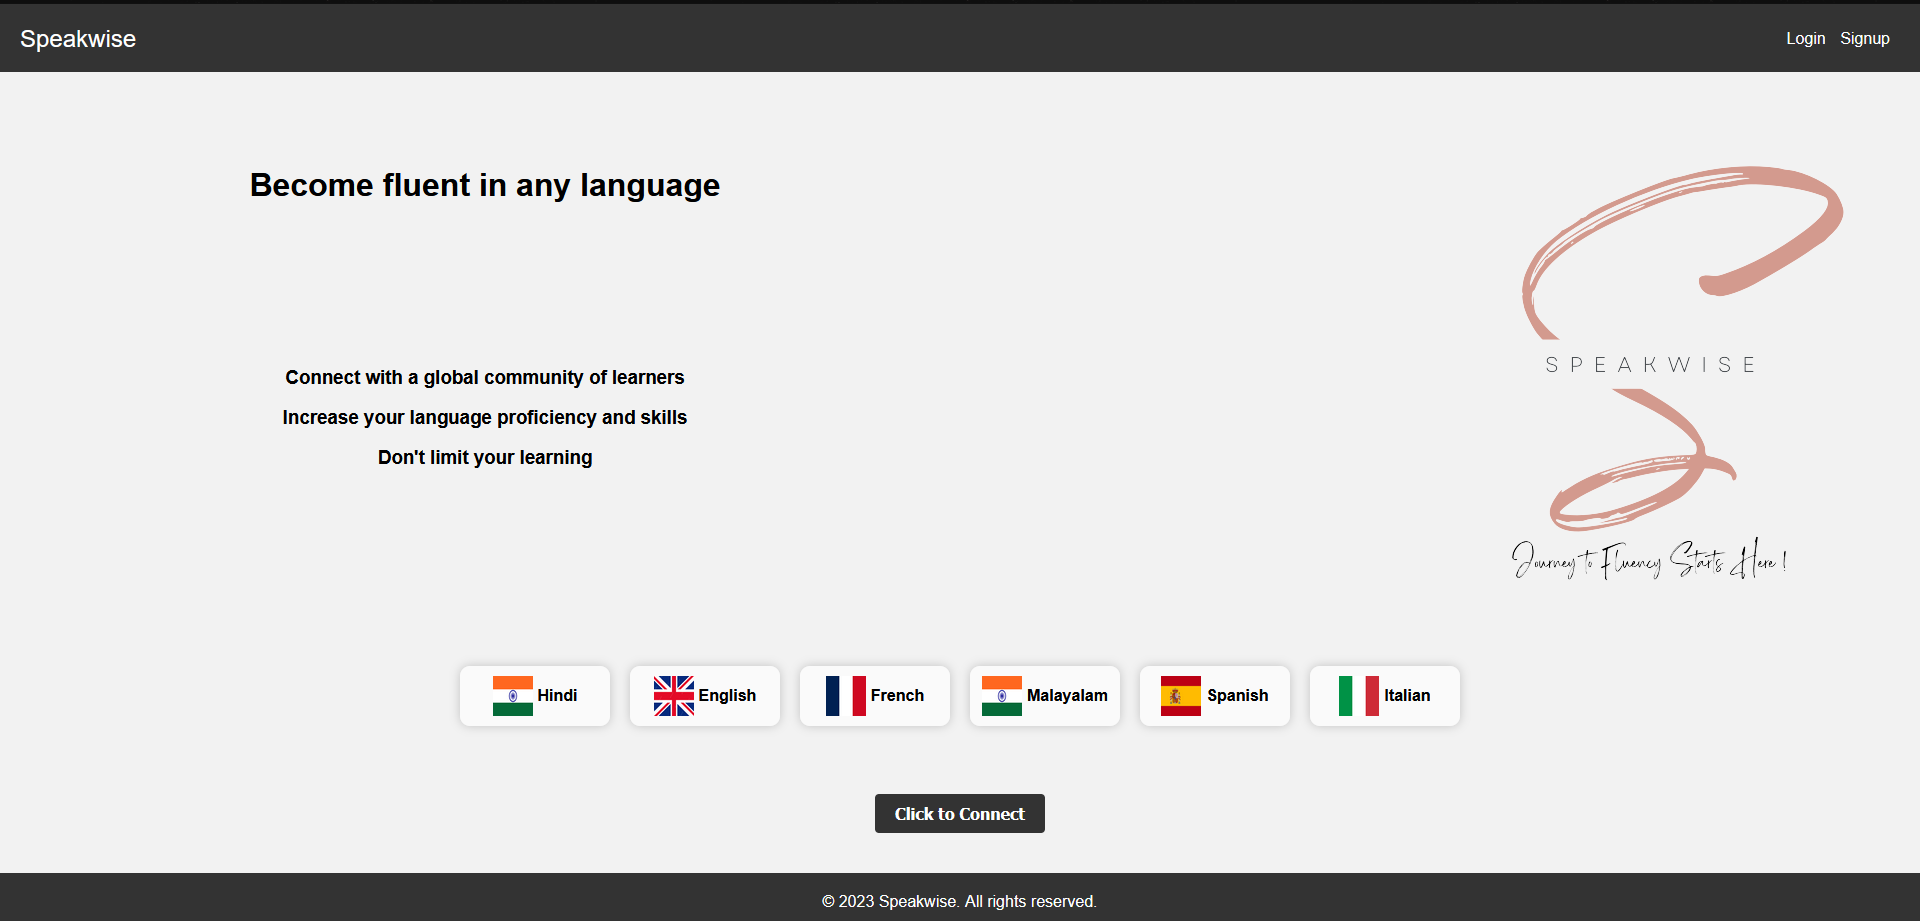 Speakwise
Login Signup
Become fluent in any language
Connect with a global community of learners
Increase your language proficiency and skills
Don't limit your learning
SPEAKWISE
Journey to Fluency Starts Here !
Hindi English French Malayalam Spanish Italian
Click to Connect
© 2023 Speakwise. All rights reserved.